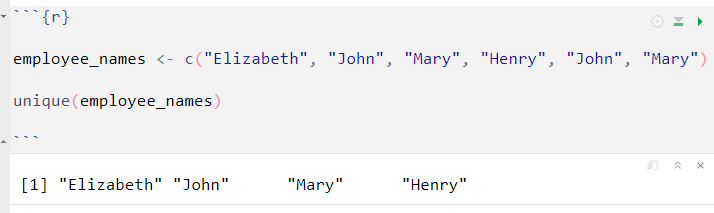 ```{r}
employee_names <- c("Elizabeth", "John", "Mary", "Henry", "John", "Mary")
unique(employee_names)
```
[1] "Elizabeth" "John"      "Mary"      "Henry"